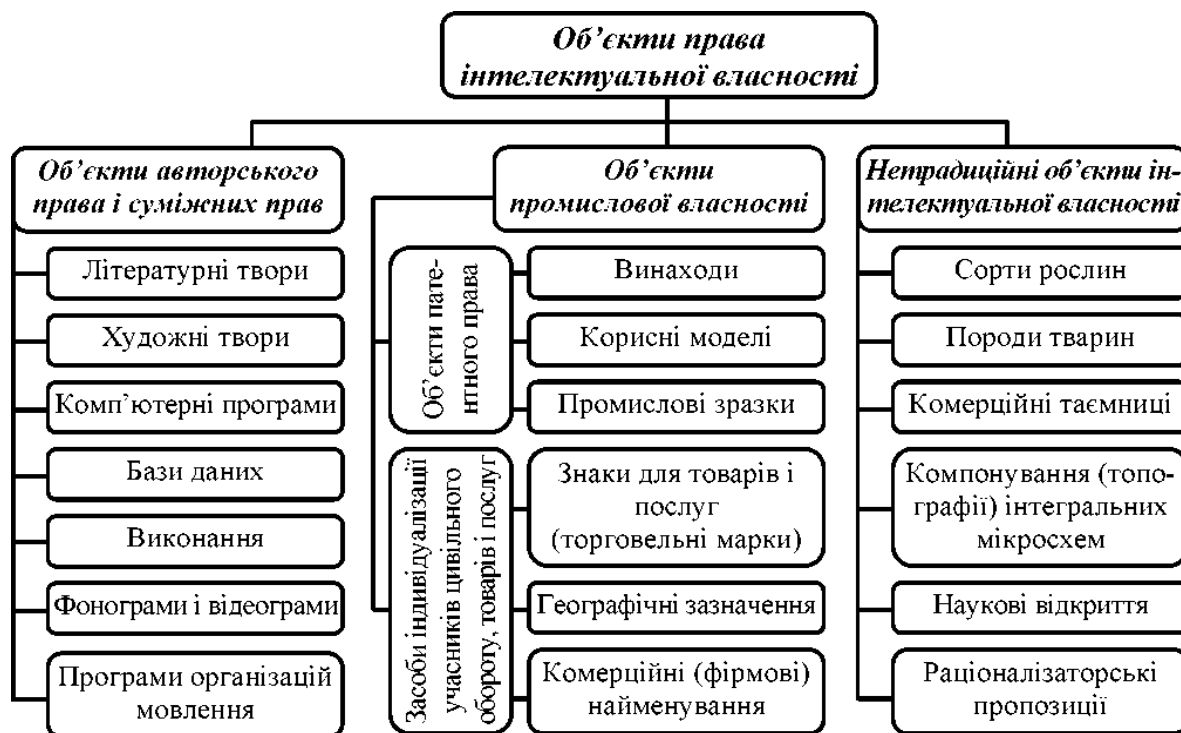 Об’єкти права
інтелектуальної власності
Об’єкти авторського
права і суміжних прав
Літературні твори
Художні твори
Комп’ютерні програми
Бази даних
Виконання
Фонограми і відеограми
Програми організацій
мовлення
Об’єкти
промислової власності
Об’єкти пате-
нтного права
Винаходи
Корисні моделі
Промислові зразки
Засоби індивідуалізації
учасників цивільного
обороту, товарів і послуг
Знаки для товарів і
послуг
(торговельні марки)
Географічні зазначення
Комерційні (фірмові)
найменування
Нетрадиційні об’єкти ін-
телектуальної власності
Сорти рослин
Породи тварин
Комерційні таємниці
Компонування (топо-
графії) інтегральних
мікросхем
Наукові відкриття
Раціоналізаторські
пропозиції